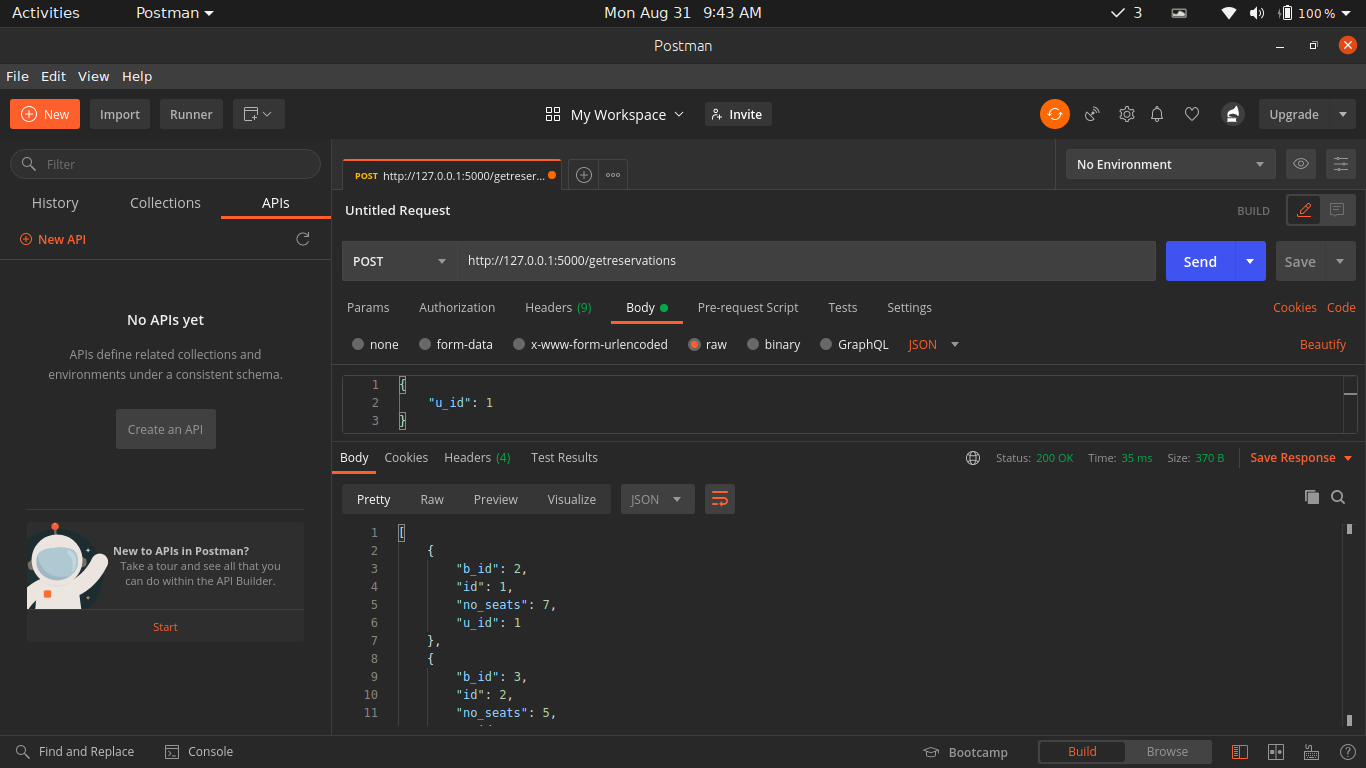 Activities Postman Mon Aug 31 9:43 AM 3 100 %
Postman
File Edit View Help
New Import Runner My Workspace Invite Upgrade
Filter
History Collections APIs
New API
No APIs yet
APIs define related collections and
environments under a consistent schema.
Create an API
New to APIs in Postman?
Take a tour and see all that you
can do within the API Builder.
Start
POST http://127.0.0.1:5000/getreser... No Environment
Untitled Request BUILD
POST http://127.0.0.1:5000/getreservations Send Save
Params Authorization Headers (9) Body Pre-request Script Tests Settings Cookies Code
none form-data x-www-form-urlencoded raw binary GraphQL JSON Beautify
1 {
2 "u_id": 1
3 }
Body Cookies Headers (4) Test Results Status: 200 OK Time: 35 ms Size: 370 B Save Response
Pretty Raw Preview Visualize JSON
1 [
2 {
3 "b_id": 2,
4 "id": 1,
5 "no_seats": 7,
6 "u_id": 1
7 },
8 {
9 "b_id": 3,
10 "id": 2,
11 "no_seats": 5,
Find and Replace Console Bootcamp Build Browse